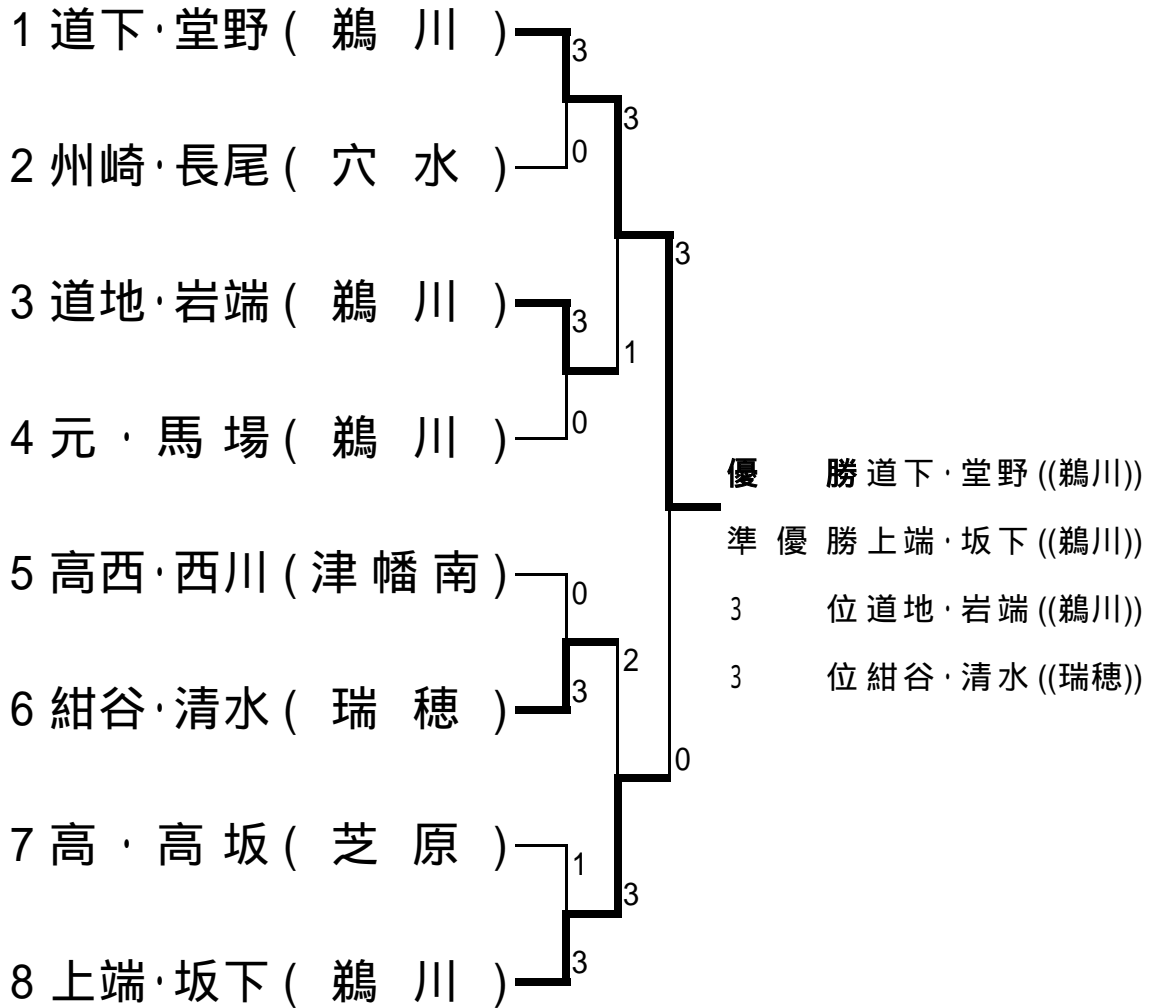 1 道下・堂野 ( 鵜 川 )
3
3
2 州崎・長尾 ( 穴 水 )
0
3
3 道地・岩端 ( 鵜 川 )
3
1
4 元 ・ 馬 場 ( 鵜 川 )
0
優 勝 道下・堂野 ((鵜川))
準 優 勝 上端・坂下 ((鵜川))
3 位 道地・岩端 ((鵜川))
3 位 紺谷・清水 ((瑞穂))
5 高西・西川 ( 津 幡 南 )
0
2
6 紺谷・清水 ( 瑞 穂 )
3
0
7 高 ・ 高 坂 ( 芝 原 )
1
3
8 上端・坂下 ( 鵜 川 )
3